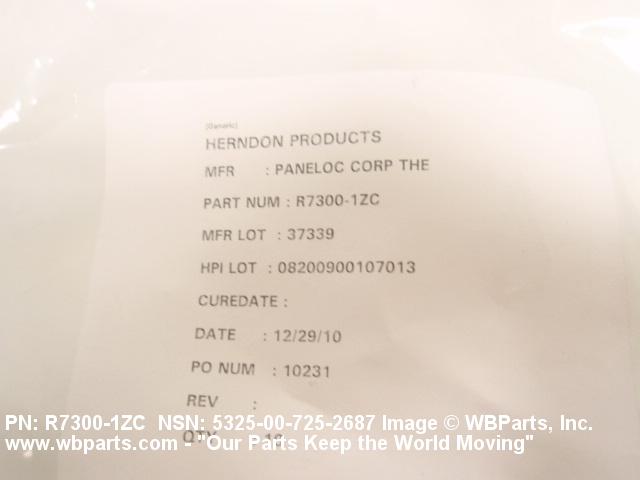 (Generic)
HERNDON PRODUCTS
MFR : PANELOC CORP THE
PART NUM : R7300-1ZC
MFR LOT : 37339
HPI LOT : 08200900107013
CUREDATE :
DATE : 12/29/10
PO NUM : 10231
REV :
QTY
PN: R7300-1ZC NSN: 5325-00-725-2687 Image © WBParts, Inc.
www.wbparts.com - "Our Parts Keep the World Moving"